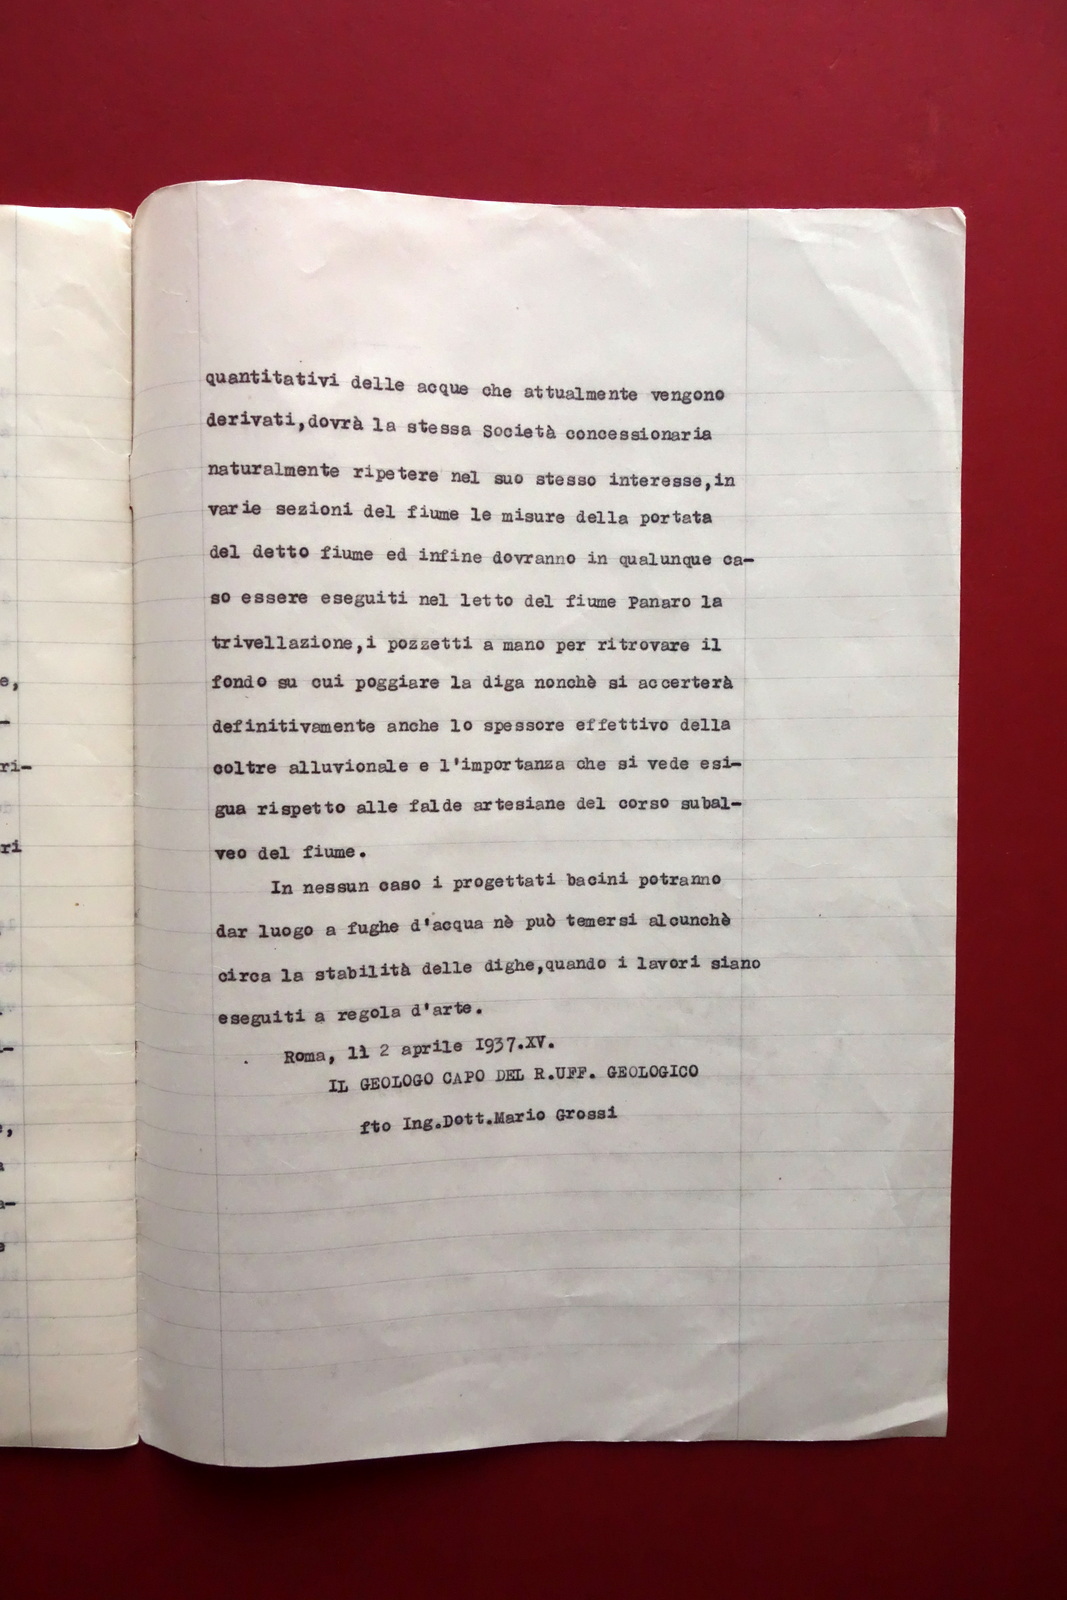 quantitativi delle acque che attualmente vengono
derivati,dovrà la stessa Società concessionaria
naturalmente ripetere nel suo stesso interesse,in
varie sezioni del fiume le misure della portata
del detto fiume ed infine dovranno in qualunque ca-
so essere eseguiti nel letto del fiume Panaro la
trivellazione,i pozzetti a mano per ritrovare il
fondo su cui poggiare la diga nonchè si accerterà
definitivamente anche lo spessore effettivo della
coltre alluvionale e l'importanza che si vede esi-
gua rispetto alle falde artesiane del corso subal-
veo del fiume.
In nessun caso i progettati bacini potranno
dar luogo a fughe d'acqua nè può temersi alcunchè
circa la stabilità delle dighe,quando i lavori siano
eseguiti a regola d'arte.
Roma, lì 2 aprile 1937.XV.
IL GEOLOGO CAPO DEL R.UFF. GEOLOGICO
fto Ing.Dott.Mario Grossi